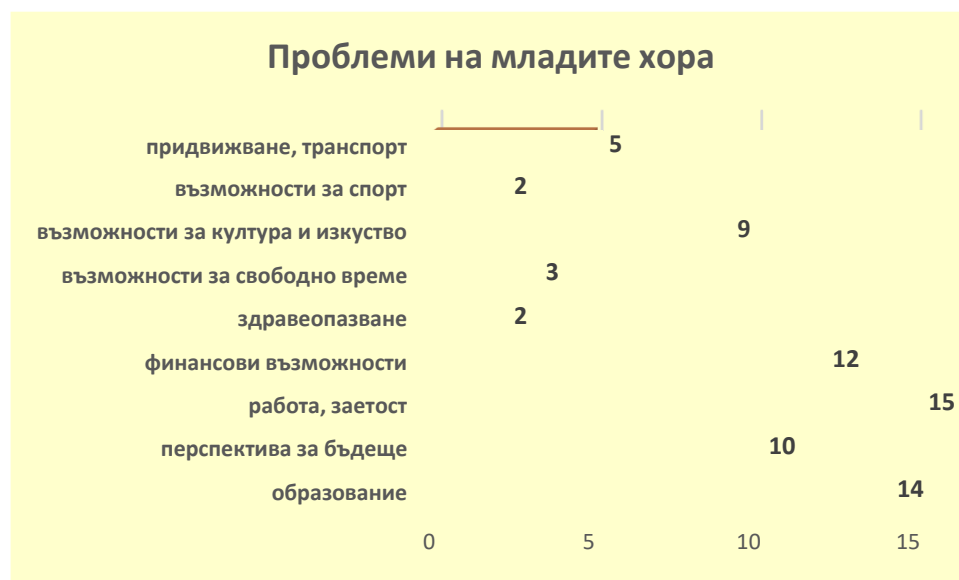 Проблеми на младите хора
придвижване, транспорт 5
възможности за спорт 2
възможности за култура и изкуство 9
възможности за свободно време 3
здравеопазване 2
финансови възможности 12
работа, заетост 15
перспектива за бъдеще 10
образование 14
0 5 10 15